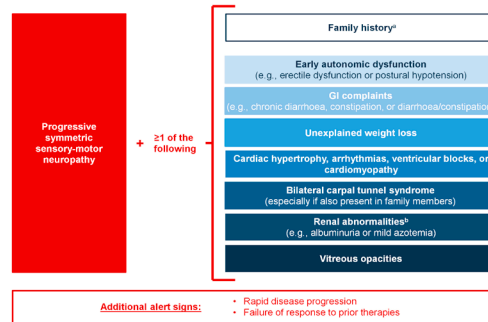 Family historyᵃ
Early autonomic dysfunction
(e.g., erectile dysfunction or postural hypotension)
GI complaints
(e.g., chronic diarrhoea, constipation, or diarrhoea/constipation
Unexplained weight loss
Cardiac hypertrophy, arrhythmias, ventricular blocks, or
cardiomyopathy
Bilateral carpal tunnel syndrome
(especially if also present in family members)
Renal abnormalitiesᵇ
(e.g., albuminuria or mild azotemia)
Vitreous opacities
Progressive
symmetric
sensory-motor
neuropathy
+
≥1 of the
following
Additional alert signs:
• Rapid disease progression
• Failure of response to prior therapies